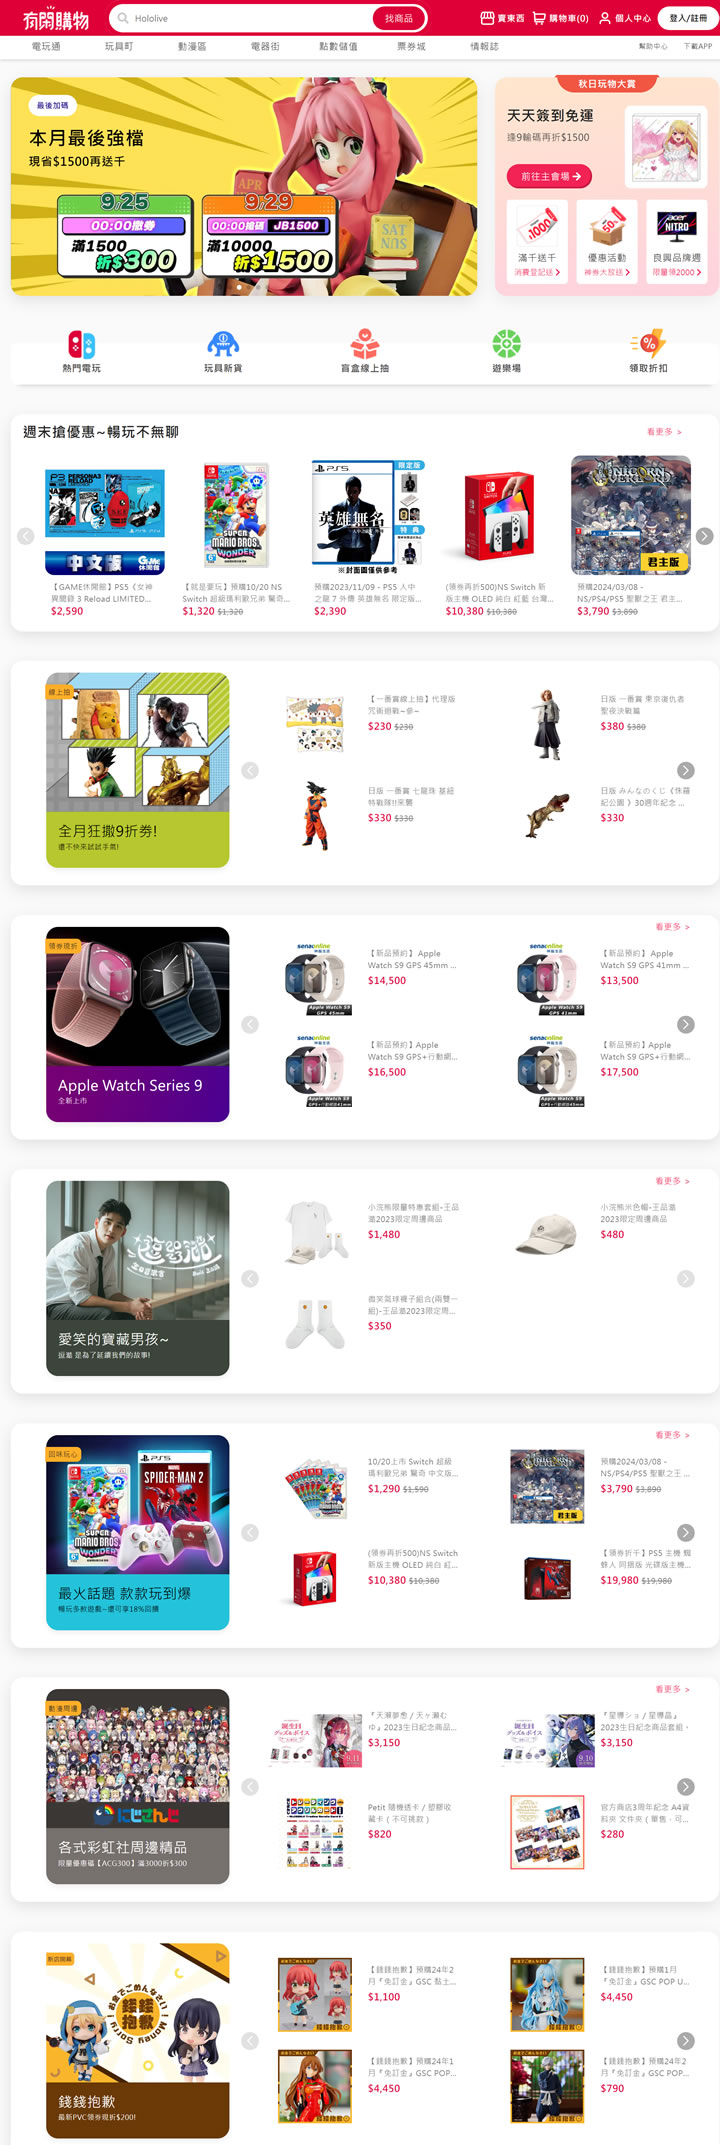 有閑購物
Hololive
找商品
賣東西
購物車(0)
個人中心
登入/註冊
電玩通
玩具町
動漫區
電器街
點數儲值
票券城
情報誌
幫助中心
下載APP
最後加碼
本月最後強檔
現省$1500再送千
9/25
00:00撒券
滿1500
折$300
9/29
00:00搶碼 JB1500
滿10000
折$1500
秋日玩物大賞
天天簽到免運
逢9輸碼再折$1500
前往主會場
滿千送千
消費登記送 >
優惠活動
神券大放送 >
良興品牌週
限量領2000 >
熱門電玩
玩具新貨
盲盒線上抽
遊樂場
領取折扣
週末搶優惠~暢玩不無聊
看更多 >
【GAME休閒館】PS5《女神
異聞錄 3 Reload LIMITED...
$2,590
【就是要玩】預購10/20 NS
Switch 超級瑪利歐兄弟 驚奇...
$1,320 $1,320
預購2023/11/09 - PS5 人中
之龍 7 外傳 英雄無名 限定版...
$2,390
(領券再折500)NS Switch 新
版主機 OLED 純白 紅藍 台灣...
$10,380 $10,380
預購2024/03/08 -
NS/PS4/PS5 聖獸之王 君主...
$3,790 $3,890
線上抽
全月狂撒9折券!
還不快來試試手氣!
【一番賞線上抽】代理版
咒術迴戰~參~
$230 $230
日版 一番賞 東京復仇者
聖夜決戰篇
$380 $380
日版 一番賞 七龍珠 基紐
特戰隊!!來襲
$330 $330
日版 みんなのくじ《侏羅
紀公園 》30週年紀念 ...
$330
看更多 >
領券現折
Apple Watch Series 9
全新上市
【新品預約】 Apple
Watch S9 GPS 45mm ...
$14,500
【新品預約】 Apple
Watch S9 GPS 41mm ...
$13,500
【新品預約】Apple
Watch S9 GPS+行動網...
$16,500
【新品預約】Apple
Watch S9 GPS+行動網...
$17,500
看更多 >
愛笑的寶藏男孩~
逗滋 是為了延續我們的故事!
小浣熊限量特惠套組-王品
滋2023限定周邊商品
$1,480
小浣熊米色帽-王品滋
2023限定周邊商品
$480
微笑氣球襪子組合(兩雙一
組)-王品滋2023限定周...
$350
看更多 >
回味玩心
最火話題 款款玩到爆
暢玩多款遊戲~還可享18%回饋
10/20上市 Switch 超級
瑪利歐兄弟 驚奇 中文版...
$1,290 $1,590
預購2024/03/08 -
NS/PS4/PS5 聖獸之王 ...
$3,790 $3,890
(領券再折500)NS Switch
新版主機 OLED 純白 紅...
$10,380 $10,380
【領券折千】PS5 主機 蜘
蛛人 同捆版 光碟版主機...
$19,980 $19,980
看更多 >
動漫周邊
にじさんじ
各式彩虹社周邊精品
限量優惠碼【ACG300】滿3000折$300
『天瀨夢愈 / 天ヶ瀬む
ゆ』2023生日紀念商品...
$3,150
『星導ショ / 星導晶』
2023生日紀念商品套組・
$3,150
Petit 隨機透卡 / 塑膠收
藏卡 ( 不可挑款 )
$820
官方商店3周年紀念 A4資
料夾 文件夾 ( 單售・可...
$280
新店開幕
錢錢抱歉
最新PVC領券現折$200!
【錢錢抱歉】預購24年2
月『免訂金』GSC 黏土...
$1,100
【錢錢抱歉】預購1月
『免訂金』GSC POP U...
$4,450
【錢錢抱歉】預購24年1
月『免訂金』GSC POP...
$4,450
【錢錢抱歉】預購24年2
月『免訂金』GSC POP...
$790